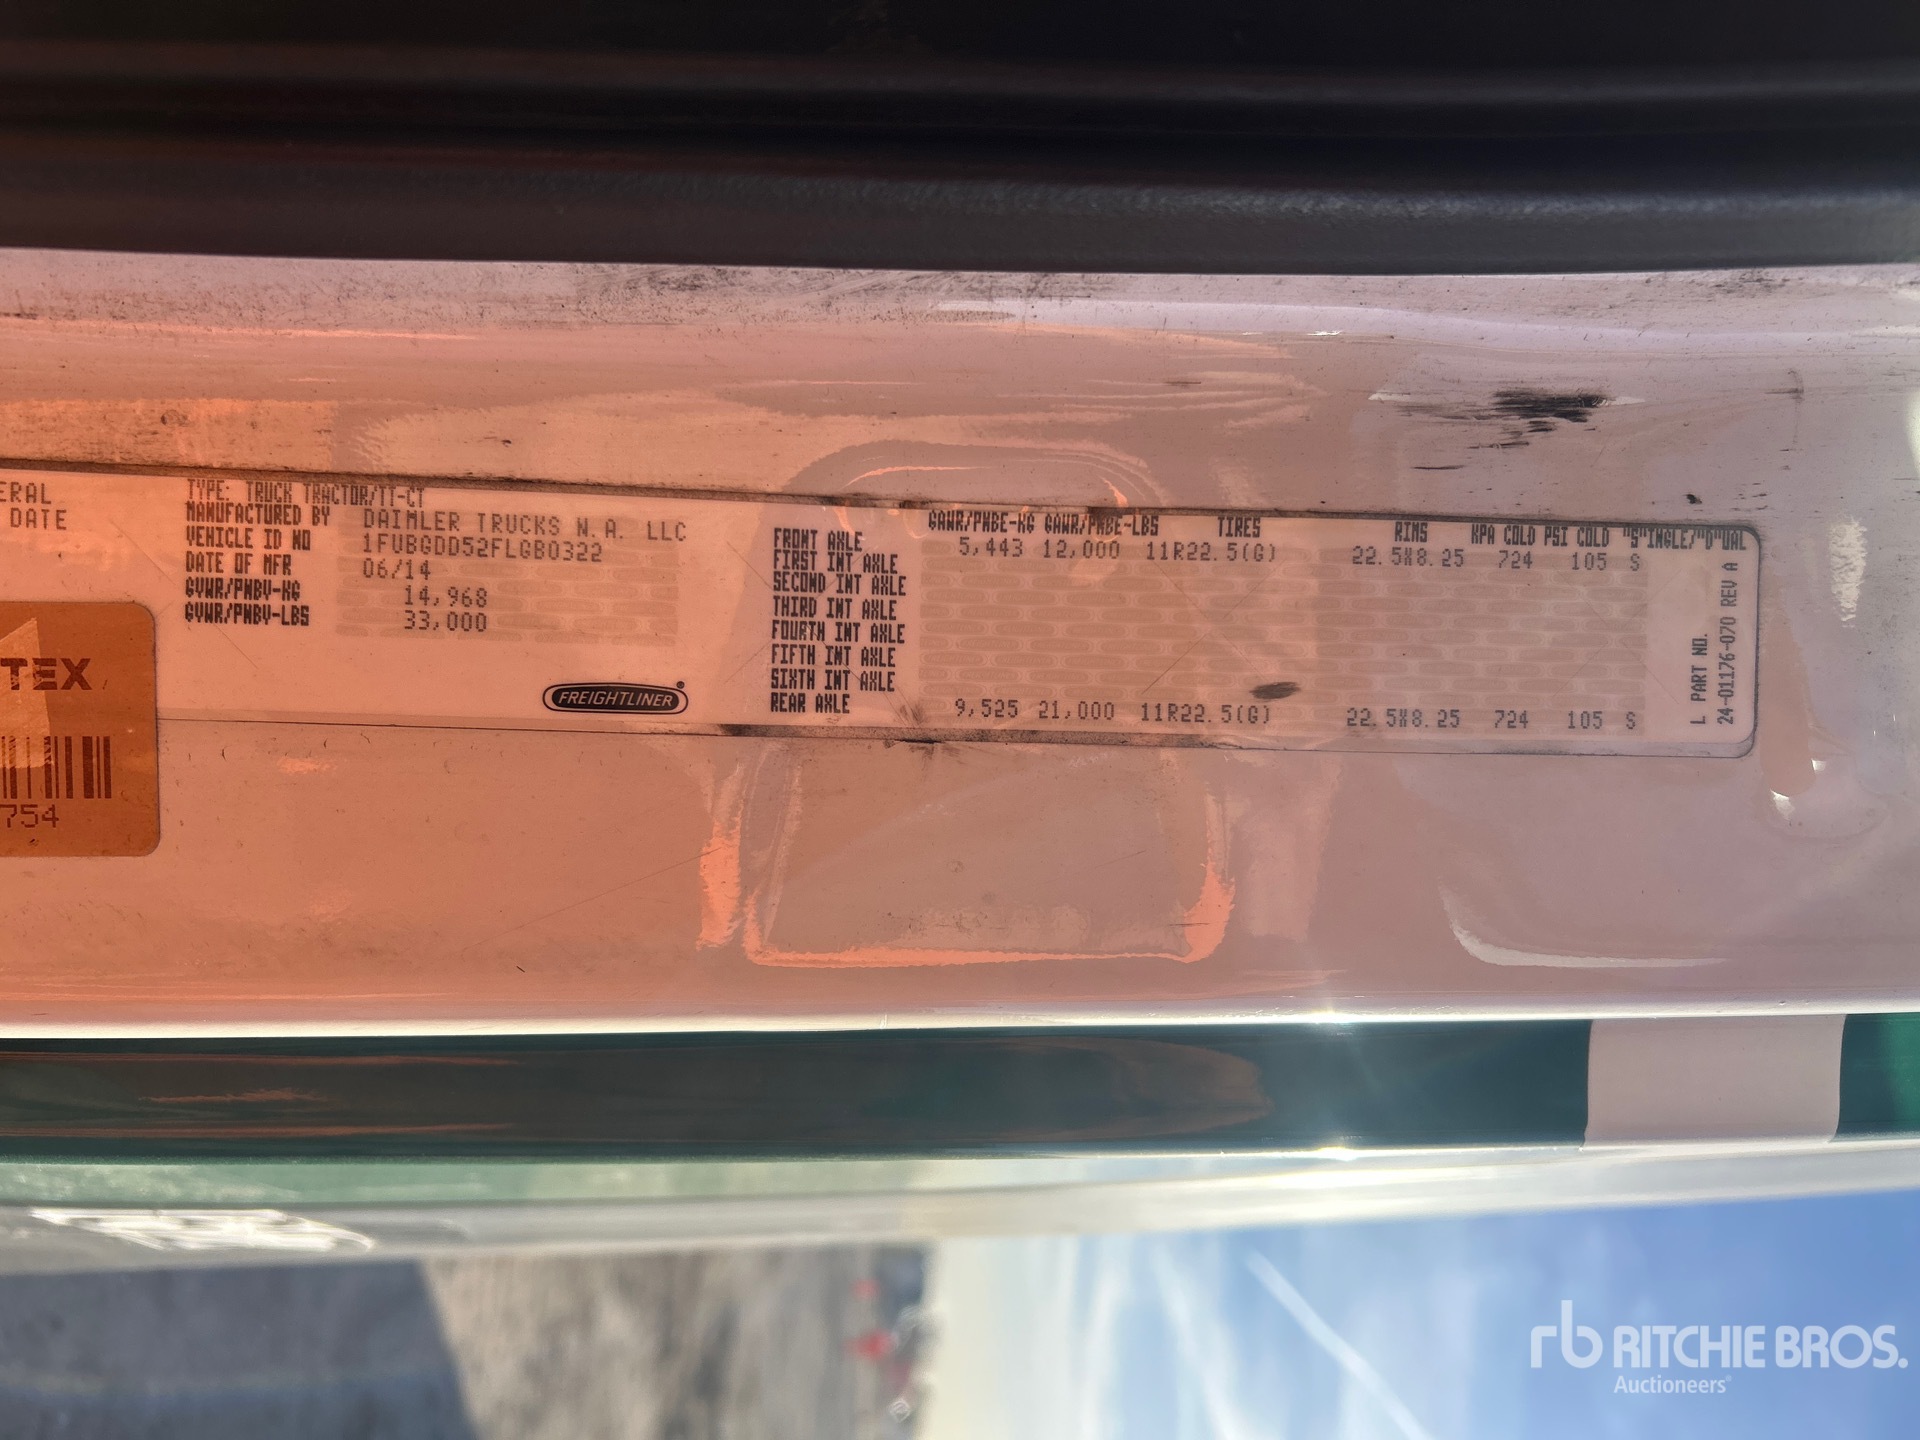 ERAL
DATE
TYPE: TRUCK TRACTOR/TT-CT
MANUFACTURED BY DAIMLER TRUCKS N.A. LLC
VEHICLE ID NO 1FUBGDD52FLGB0322
DATE OF MFR 06/14
GVWR/PNBV-KG 14,968
GVWR/PNBV-LBS 33,000
FREIGHTLINER®
GAWR/PNBE-KG GAWR/PNBE-LBS TIRES RIMS KPA COLD PSI COLD "S"INGLE/"D"UAL
FRONT AXLE 5,443 12,000 11R22.5(G) 22.5X8.25 724 105 S
FIRST INT AXLE
SECOND INT AXLE
THIRD INT AXLE
FOURTH INT AXLE
FIFTH INT AXLE
SIXTH INT AXLE
REAR AXLE 9,525 21,000 11R22.5(G) 22.5X8.25 724 105 S
L PART NO.
24-01176-070 REV A
TEX
754
rb RITCHIE BROS.
Auctioneers®